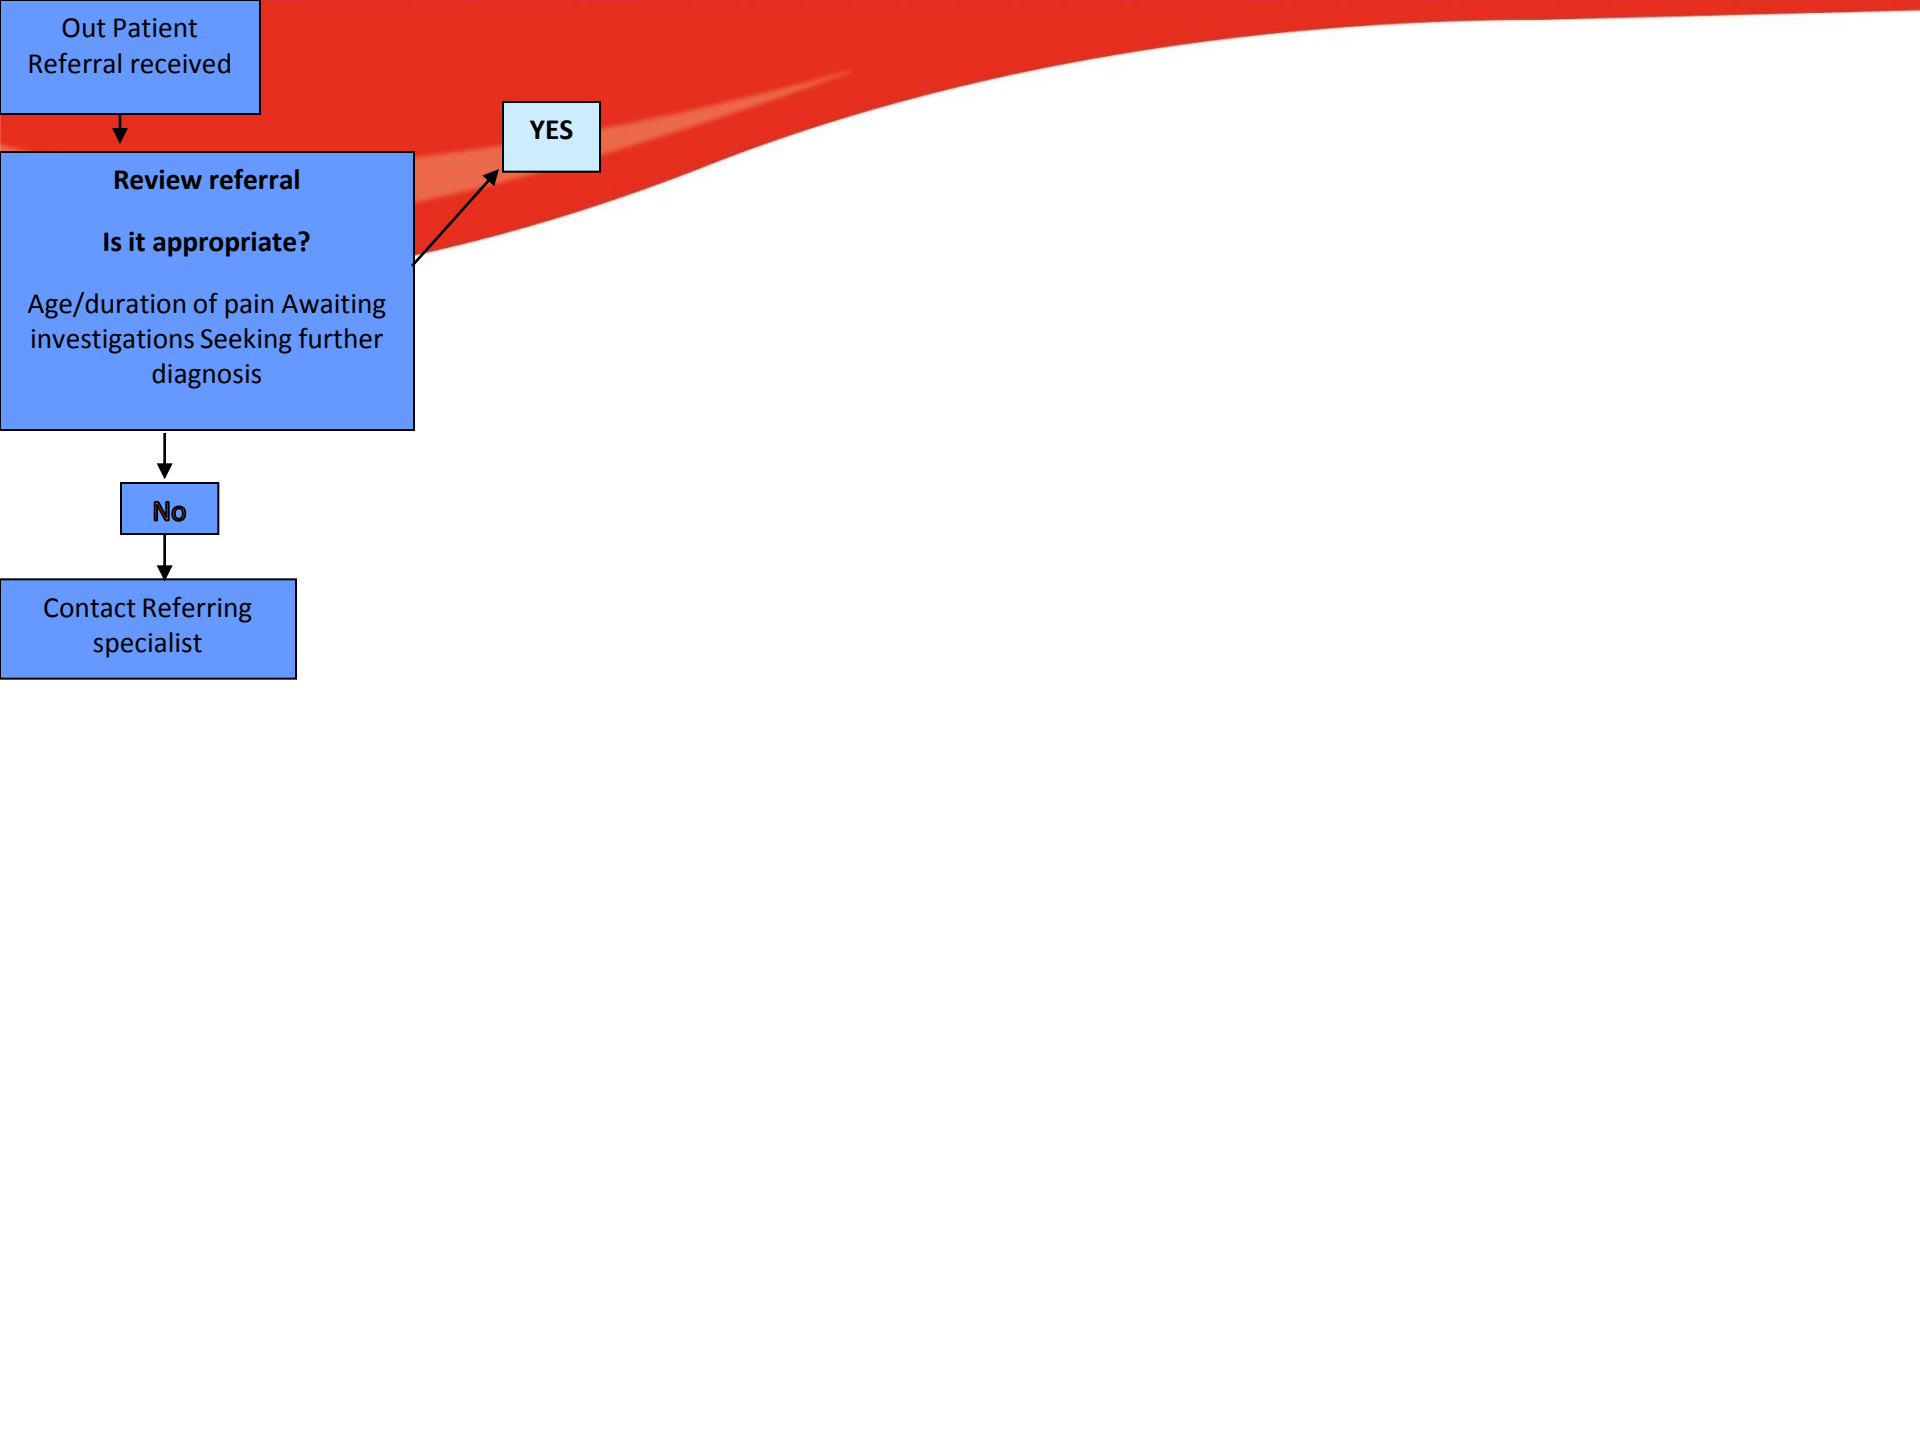 Out Patient
Referral received
YES
Review referral
Is it appropriate?
Age/duration of pain Awaiting
investigations Seeking further
diagnosis
No
Contact Referring
specialist